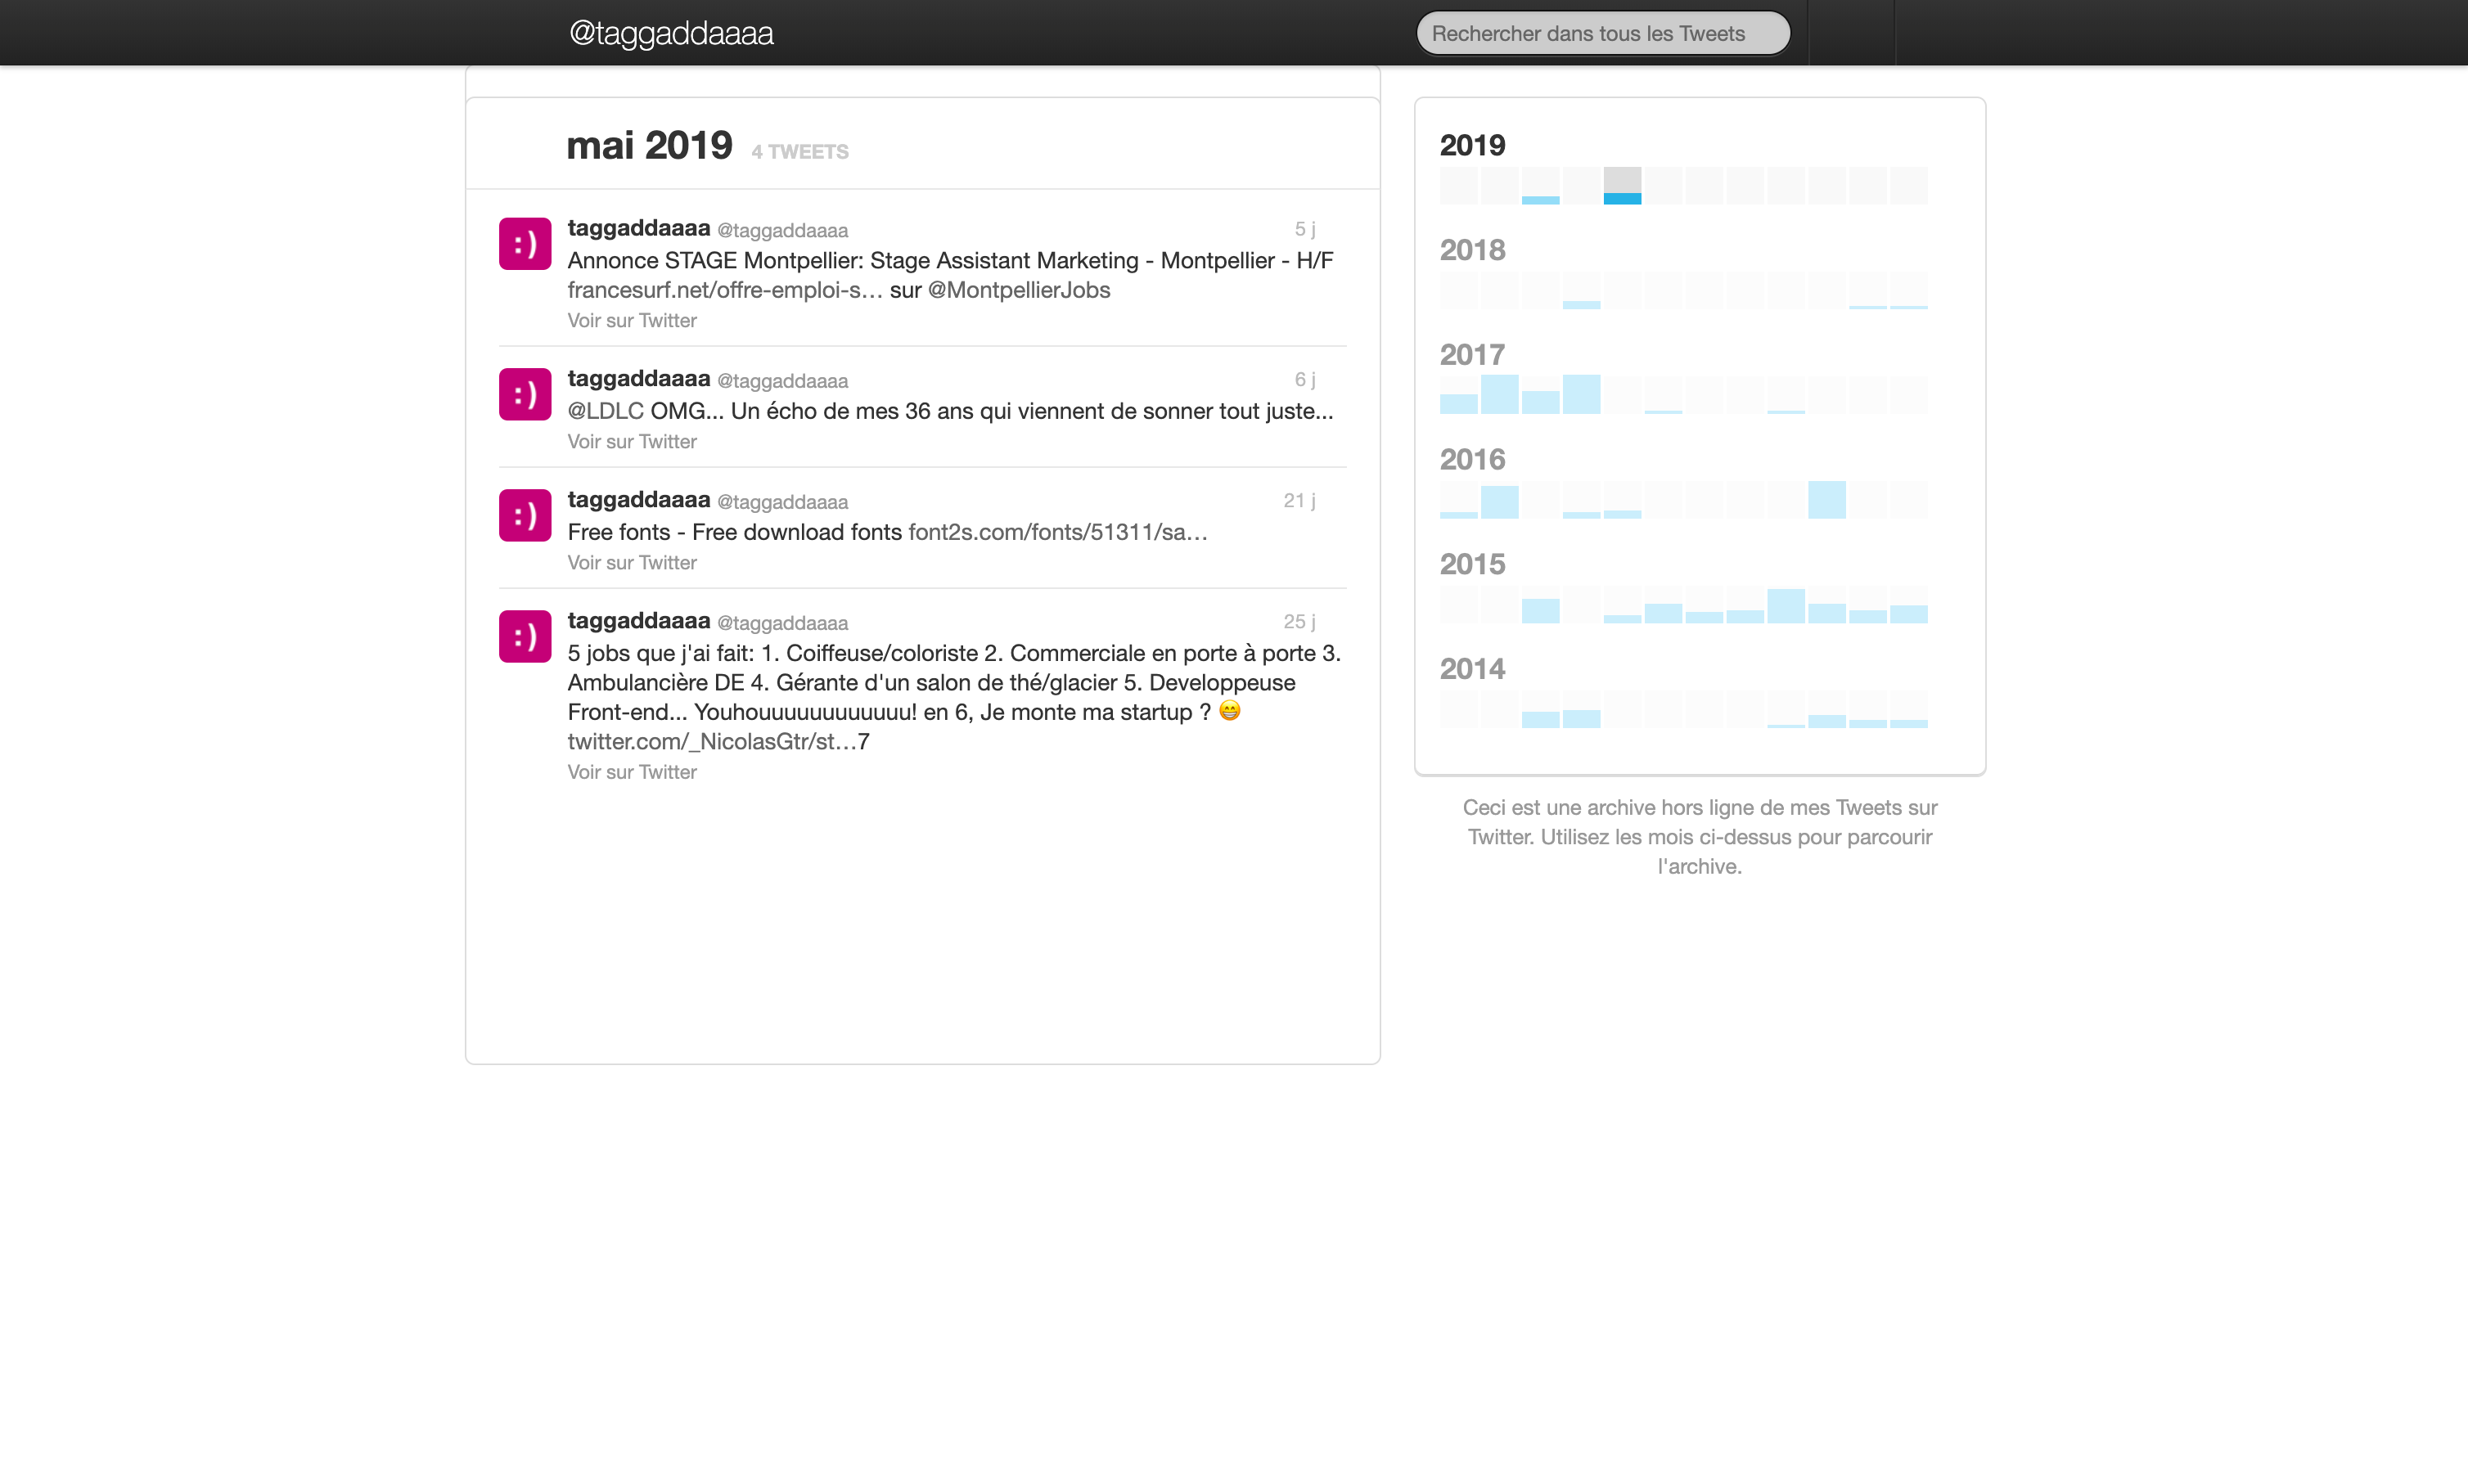 @taggaddaaaa
Rechercher dans tous les Tweets
mai 2019 4 TWEETS
taggaddaaaa @taggaddaaaa 5 j
Annonce STAGE Montpellier: Stage Assistant Marketing - Montpellier - H/F
francesurf.net/offre-emploi-s… sur @MontpellierJobs
Voir sur Twitter
taggaddaaaa @taggaddaaaa 6 j
@LDLC OMG... Un écho de mes 36 ans qui viennent de sonner tout juste...
Voir sur Twitter
taggaddaaaa @taggaddaaaa 21 j
Free fonts - Free download fonts font2s.com/fonts/51311/sa…
Voir sur Twitter
taggaddaaaa @taggaddaaaa 25 j
5 jobs que j'ai fait: 1. Coiffeuse/coloriste 2. Commerciale en porte à porte 3.
Ambulancière DE 4. Gérante d'un salon de thé/glacier 5. Developpeuse
Front-end... Youhouuuuuuuuuuuu! en 6, Je monte ma startup ? 😁
twitter.com/_NicolasGtr/st…7
Voir sur Twitter
2019
2018
2017
2016
2015
2014
Ceci est une archive hors ligne de mes Tweets sur
Twitter. Utilisez les mois ci-dessus pour parcourir
l'archive.